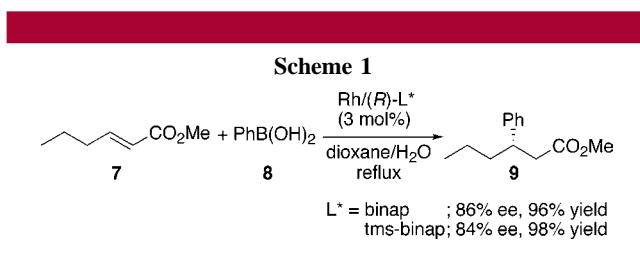 Scheme 1
Rh/(R)-L*
(3 mol%)
CO2Me + PhB(OH)2
dioxane/H2O
reflux
7 8
Ph
CO2Me
9
L* = binap ; 86% ee, 96% yield
tms-binap; 84% ee, 98% yield